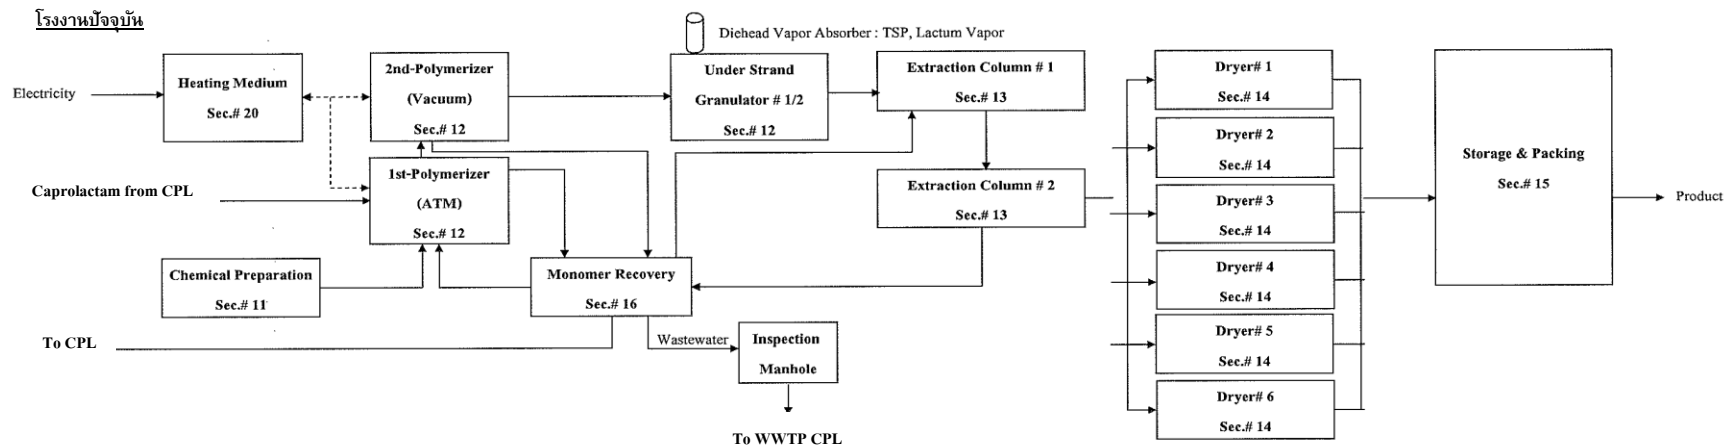 โรงงานปัจจุบัน
Diehead Vapor Absorber : TSP, Lactum Vapor
Electricity
Heating Medium
Sec.# 20
2nd-Polymerizer
(Vacuum)
Sec.# 12
Under Strand
Granulator # 1/2
Sec.# 12
Extraction Column # 1
Sec.# 13
Dryer# 1
Sec.# 14
Dryer# 2
Sec.# 14
Storage & Packing
Sec.# 15
Product
Caprolactam from CPL
1st-Polymerizer
(ATM)
Sec.# 12
Extraction Column # 2
Sec.# 13
Dryer# 3
Sec.# 14
Chemical Preparation
Sec.# 11
Monomer Recovery
Sec.# 16
Dryer# 4
Sec.# 14
To CPL
Wastewater
Inspection
Manhole
Dryer# 5
Sec.# 14
Dryer# 6
Sec.# 14
To WWTP CPL